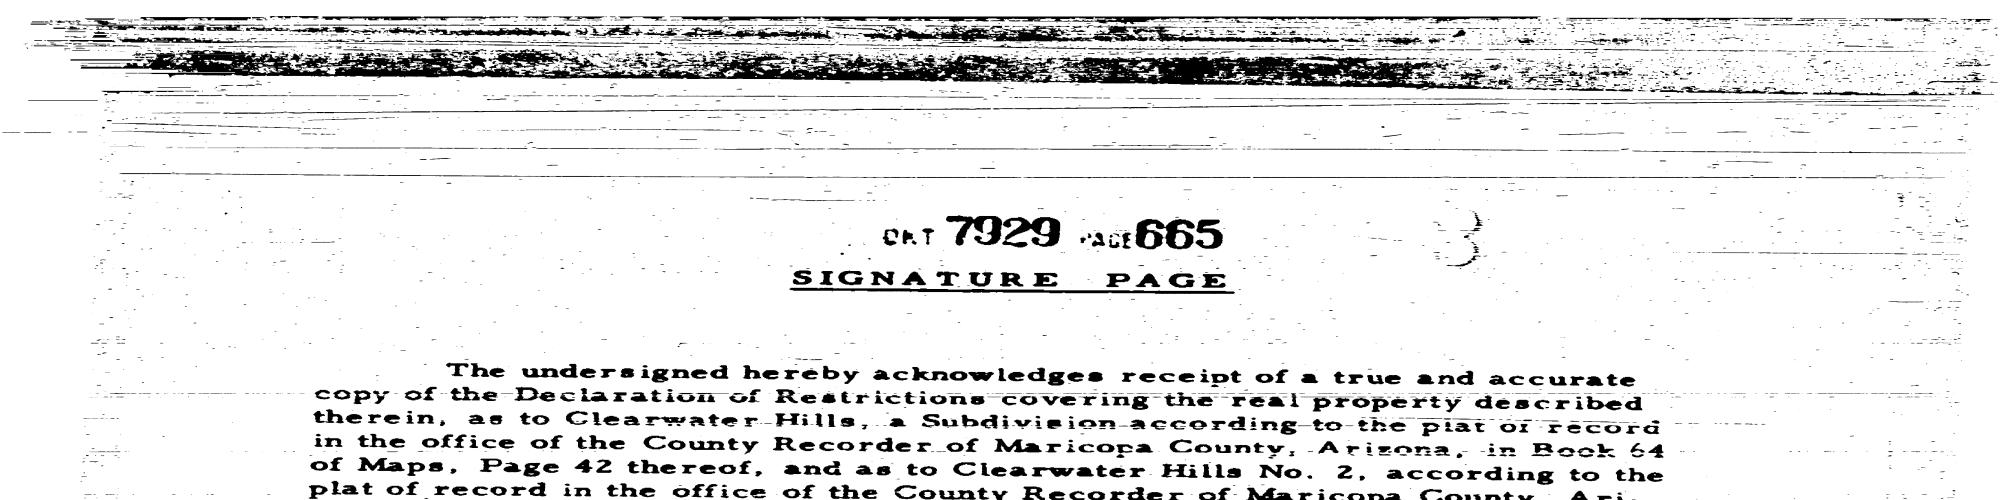 DKT 7929 PAGE 665
3
SIGNATURE PAGE
The undersigned hereby acknowledges receipt of a true and accurate
copy of the Declaration of Restrictions covering the real property described
therein, as to Clearwater Hills, a Subdivision according to the plat of record
in the office of the County Recorder of Maricopa County, Arizona, in Book 64
of Maps, Page 42 thereof, and as to Clearwater Hills No. 2, according to the
plat of record in the office of the County Recorder of Maricopa County, Ari-